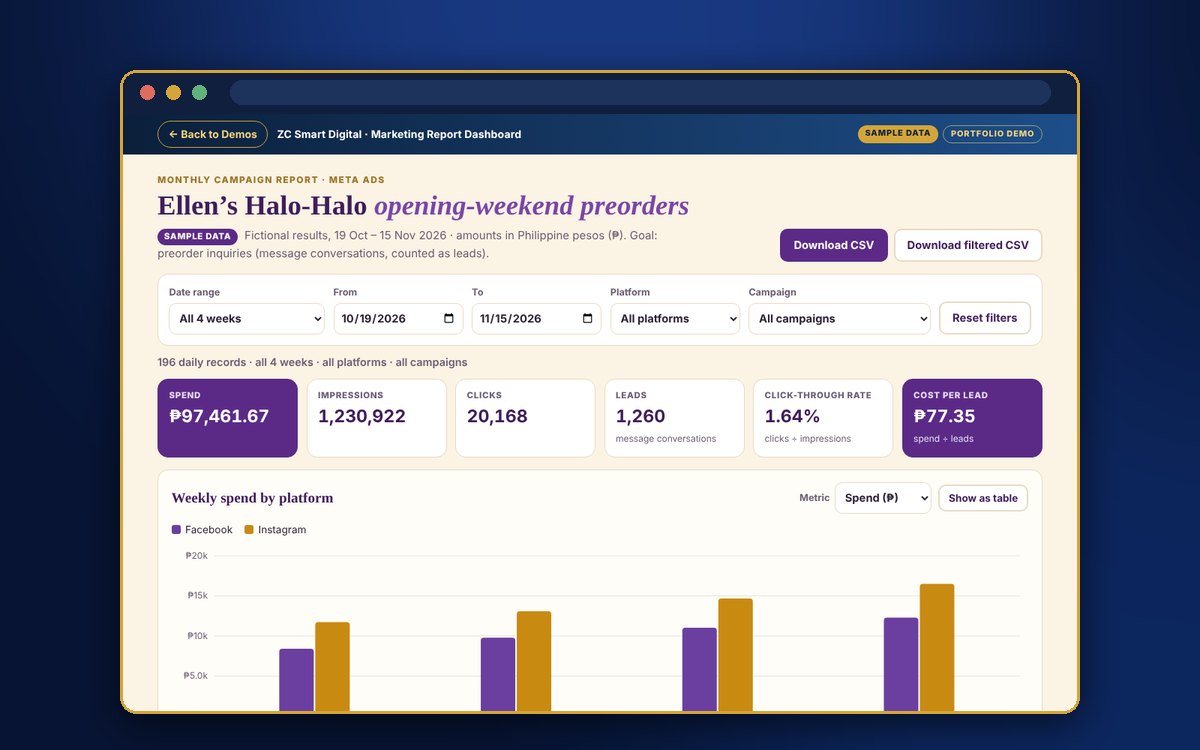 ← Back to Demos
ZC Smart Digital · Marketing Report Dashboard
SAMPLE DATA
PORTFOLIO DEMO
MONTHLY CAMPAIGN REPORT · META ADS
Ellen’s Halo-Halo opening-weekend preorders
SAMPLE DATA Fictional results, 19 Oct – 15 Nov 2026 · amounts in Philippine pesos (₱). Goal:
preorder inquiries (message conversations, counted as leads).
Download CSV
Download filtered CSV
Date range
From
To
Platform
Campaign
All 4 weeks
10/19/2026
11/15/2026
All platforms
All campaigns
Reset filters
196 daily records · all 4 weeks · all platforms · all campaigns
SPEND
₱97,461.67
IMPRESSIONS
1,230,922
CLICKS
20,168
LEADS
1,260
message conversations
CLICK-THROUGH RATE
1.64%
clicks ÷ impressions
COST PER LEAD
₱77.35
spend ÷ leads
Weekly spend by platform
Metric
Spend (₱)
Show as table
Facebook
Instagram
₱20k
₱15k
₱10k
₱5.0k